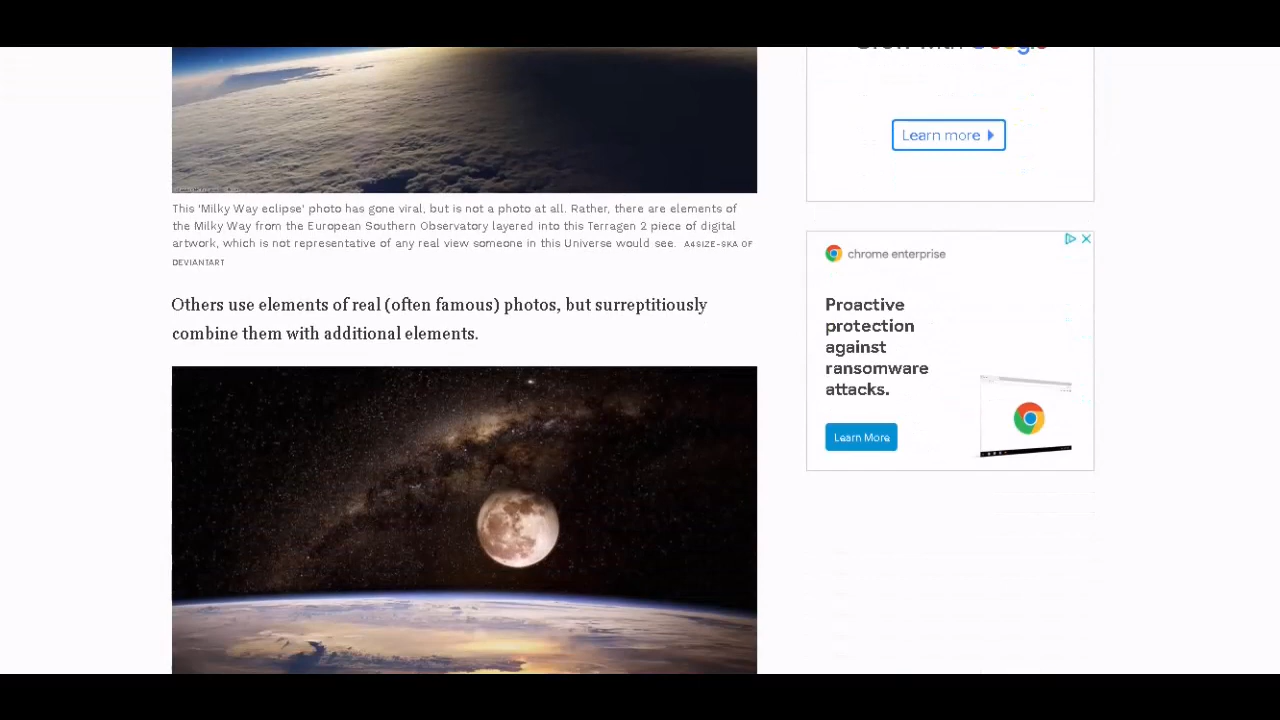 This 'Milky Way eclipse' photo has gone viral, but is not a photo at all. Rather, there are elements of
the Milky Way from the European Southern Observatory layered into this Terragen 2 piece of digital
artwork, which is not representative of any real view someone in this Universe would see. A4SIZE-SKA OF
DEVIANTART
Others use elements of real (often famous) photos, but surreptitiously
combine them with additional elements.
Grow with Google
Learn more
chrome enterprise
Proactive
protection
against
ransomware
attacks.
Learn More